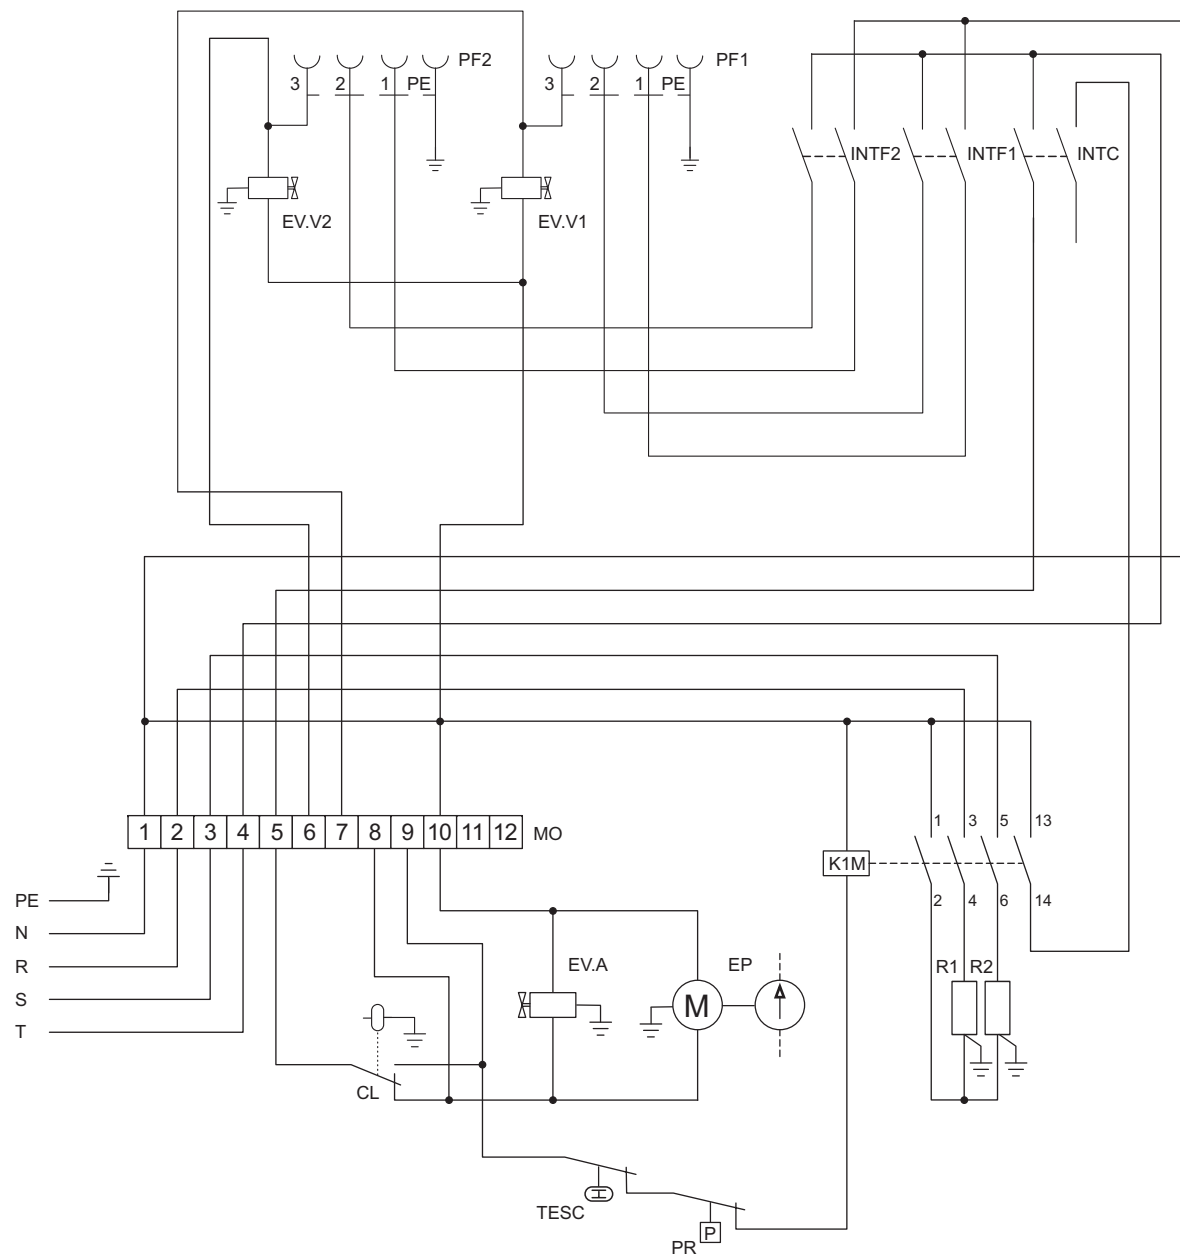 3 2 1 PE PF2 3 2 1 PE PF1
INTF2 INTF1 INTC
EV.V2 EV.V1
1 2 3 4 5 6 7 8 9 10 11 12 MO
1 3 5 13
K1M
2 4 6 14
PE
N
R
S
T
EV.A EP R1 R2
M
CL
TESC
P
PR